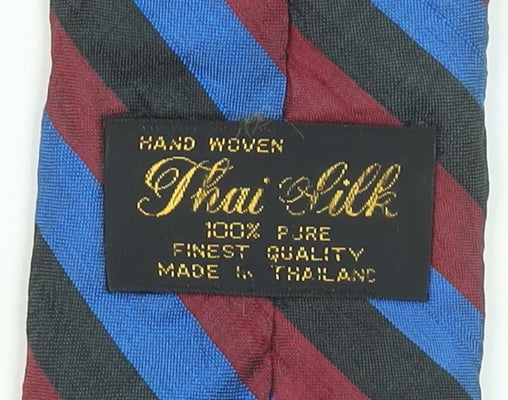 HAND WOVEN
Thai Silk
100% PURE
FINEST QUALITY
MADE IN THAILAND